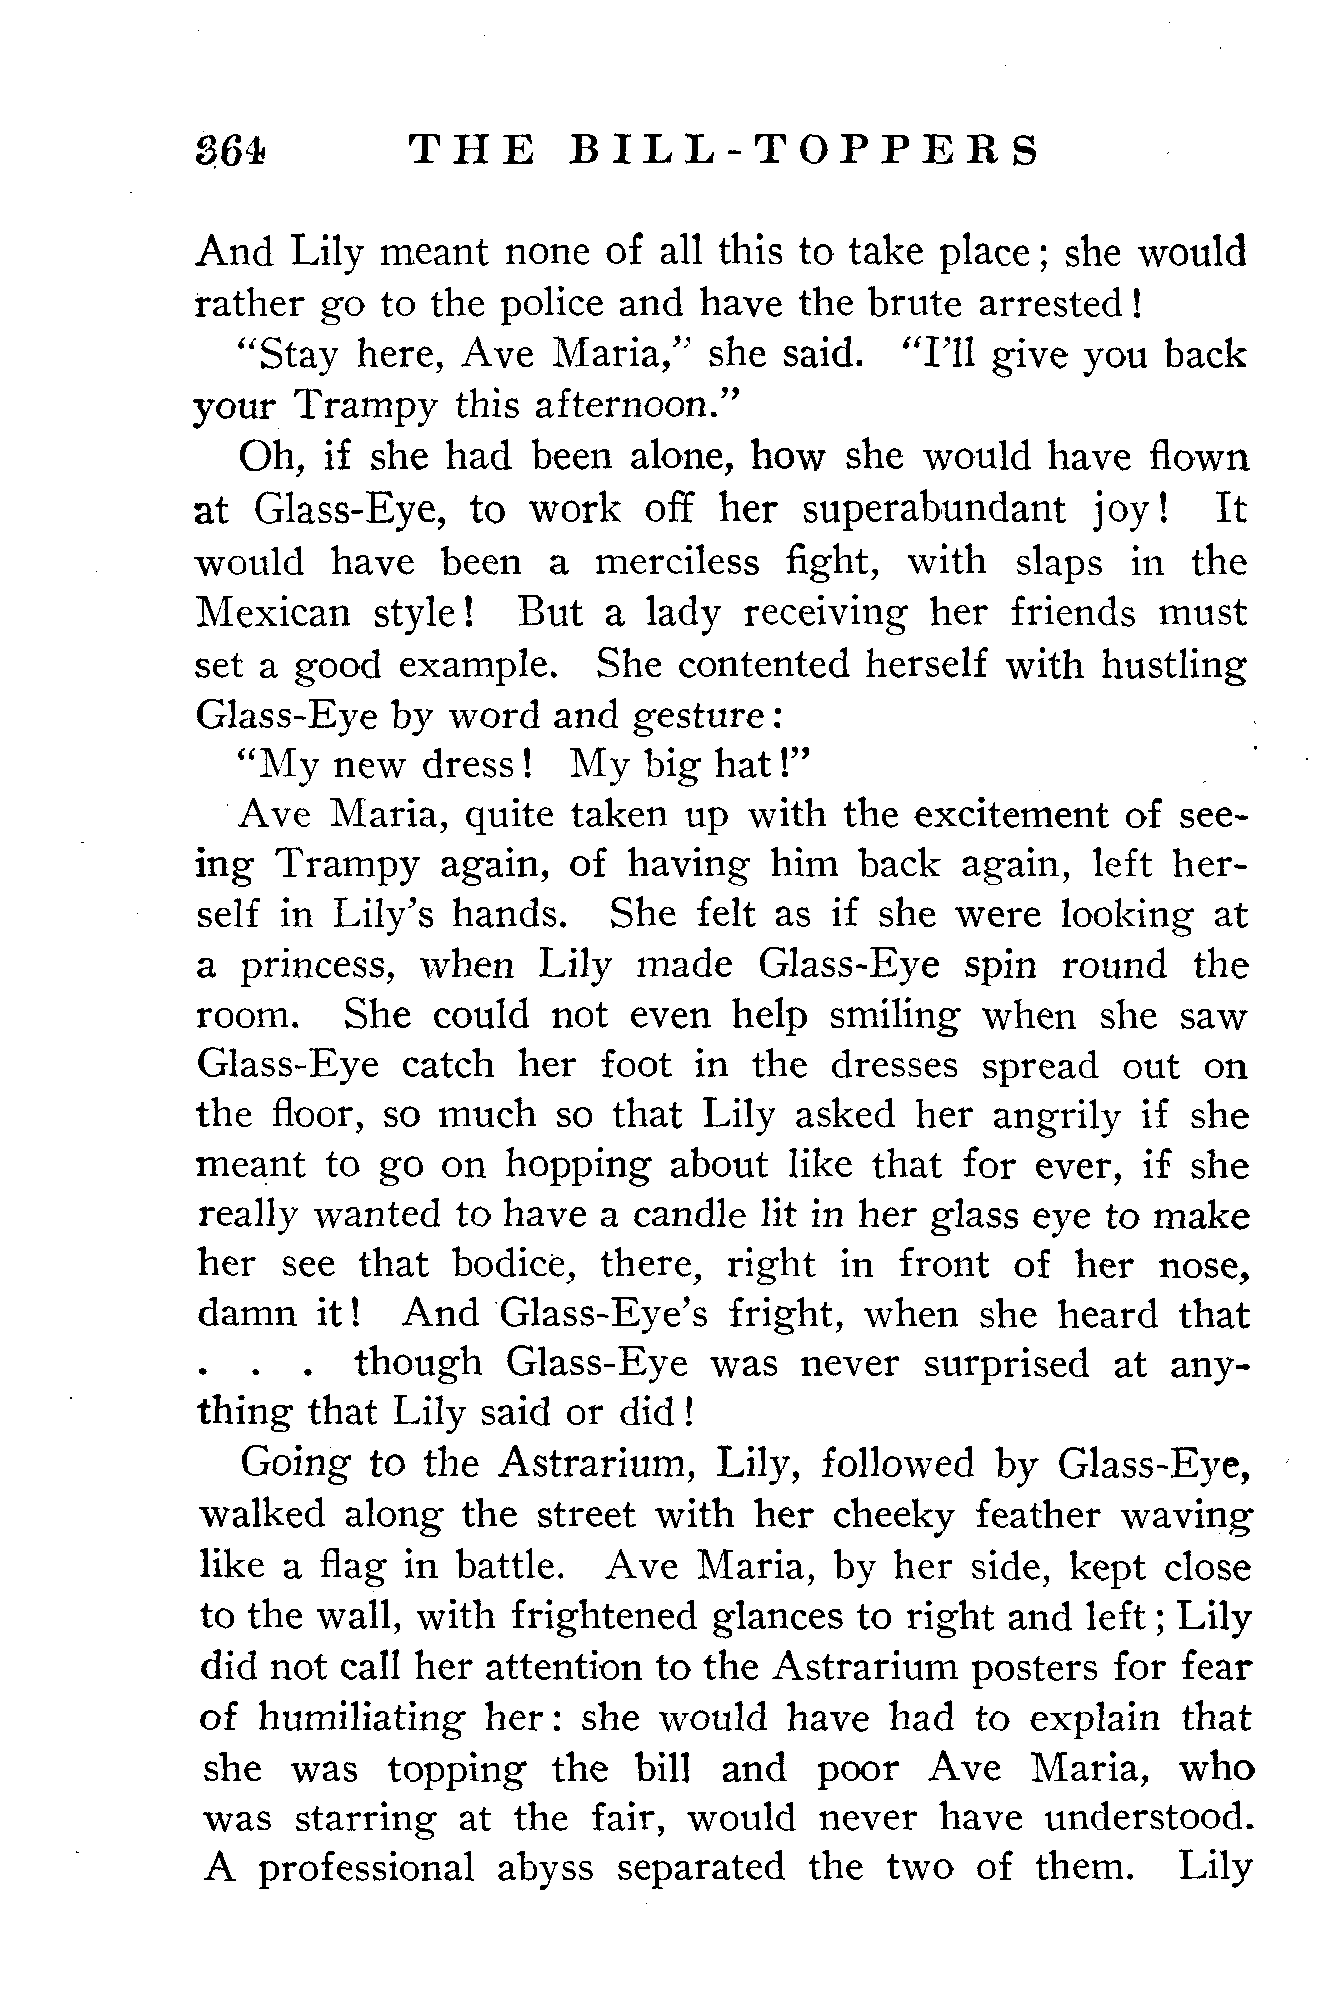 364 THE BILL-TOPPERS
And Lily meant none of all this to take place; she would
rather go to the police and have the brute arrested!
"Stay here, Ave Maria," she said. "I'll give you back
your Trampy this afternoon."
Oh, if she had been alone, how she would have flown
at Glass-Eye, to work off her superabundant joy! It
would have been a merciless fight, with slaps in the
Mexican style! But a lady receiving her friends must
set a good example. She contented herself with hustling
Glass-Eye by word and gesture:
"My new dress! My big hat!"
Ave Maria, quite taken up with the excitement of see-
ing Trampy again, of having him back again, left her-
self in Lily's hands. She felt as if she were looking at
a princess, when Lily made Glass-Eye spin round the
room. She could not even help smiling when she saw
Glass-Eye catch her foot in the dresses spread out on
the floor, so much so that Lily asked her angrily if she
meant to go on hopping about like that for ever, if she
really wanted to have a candle lit in her glass eye to make
her see that bodice, there, right in front of her nose,
damn it! And Glass-Eye's fright, when she heard that
. . . though Glass-Eye was never surprised at any-
thing that Lily said or did!
Going to the Astrarium, Lily, followed by Glass-Eye,
walked along the street with her cheeky feather waving
like a flag in battle. Ave Maria, by her side, kept close
to the wall, with frightened glances to right and left; Lily
did not call her attention to the Astrarium posters for fear
of humiliating her: she would have had to explain that
she was topping the bill and poor Ave Maria, who
was starring at the fair, would never have understood.
A professional abyss separated the two of them. Lily